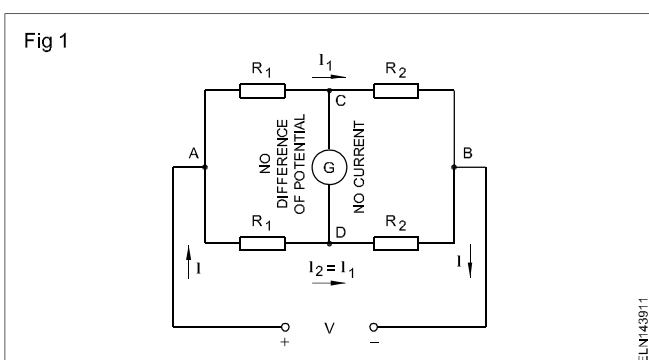 Fig 1
I1
R1
R2
C
A
B
NO
DIFFERENCE
OF POTENTIAL
G
NO CURRENT
R1
R2
D
I
I2 = I1
I
V
+
–
ELN143911